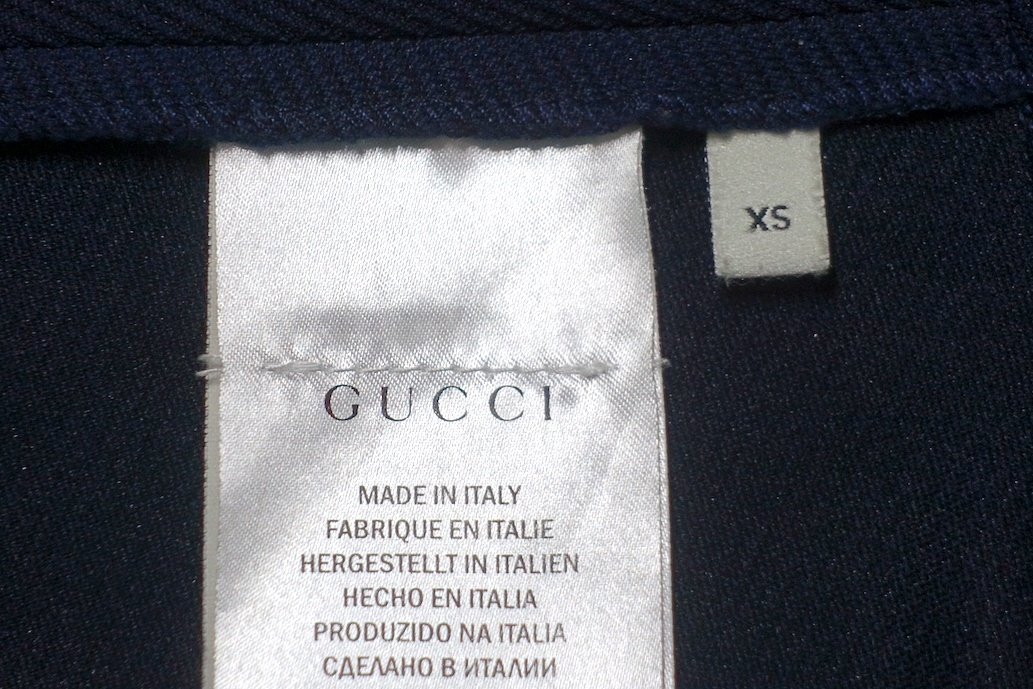 XS
GUCCI
MADE IN ITALY
FABRIQUE EN ITALIE
HERGESTELLT IN ITALIEN
HECHO EN ITALIA
PRODUZIDO NA ITALIA
СДЕЛАНО В ИТАЛИИ